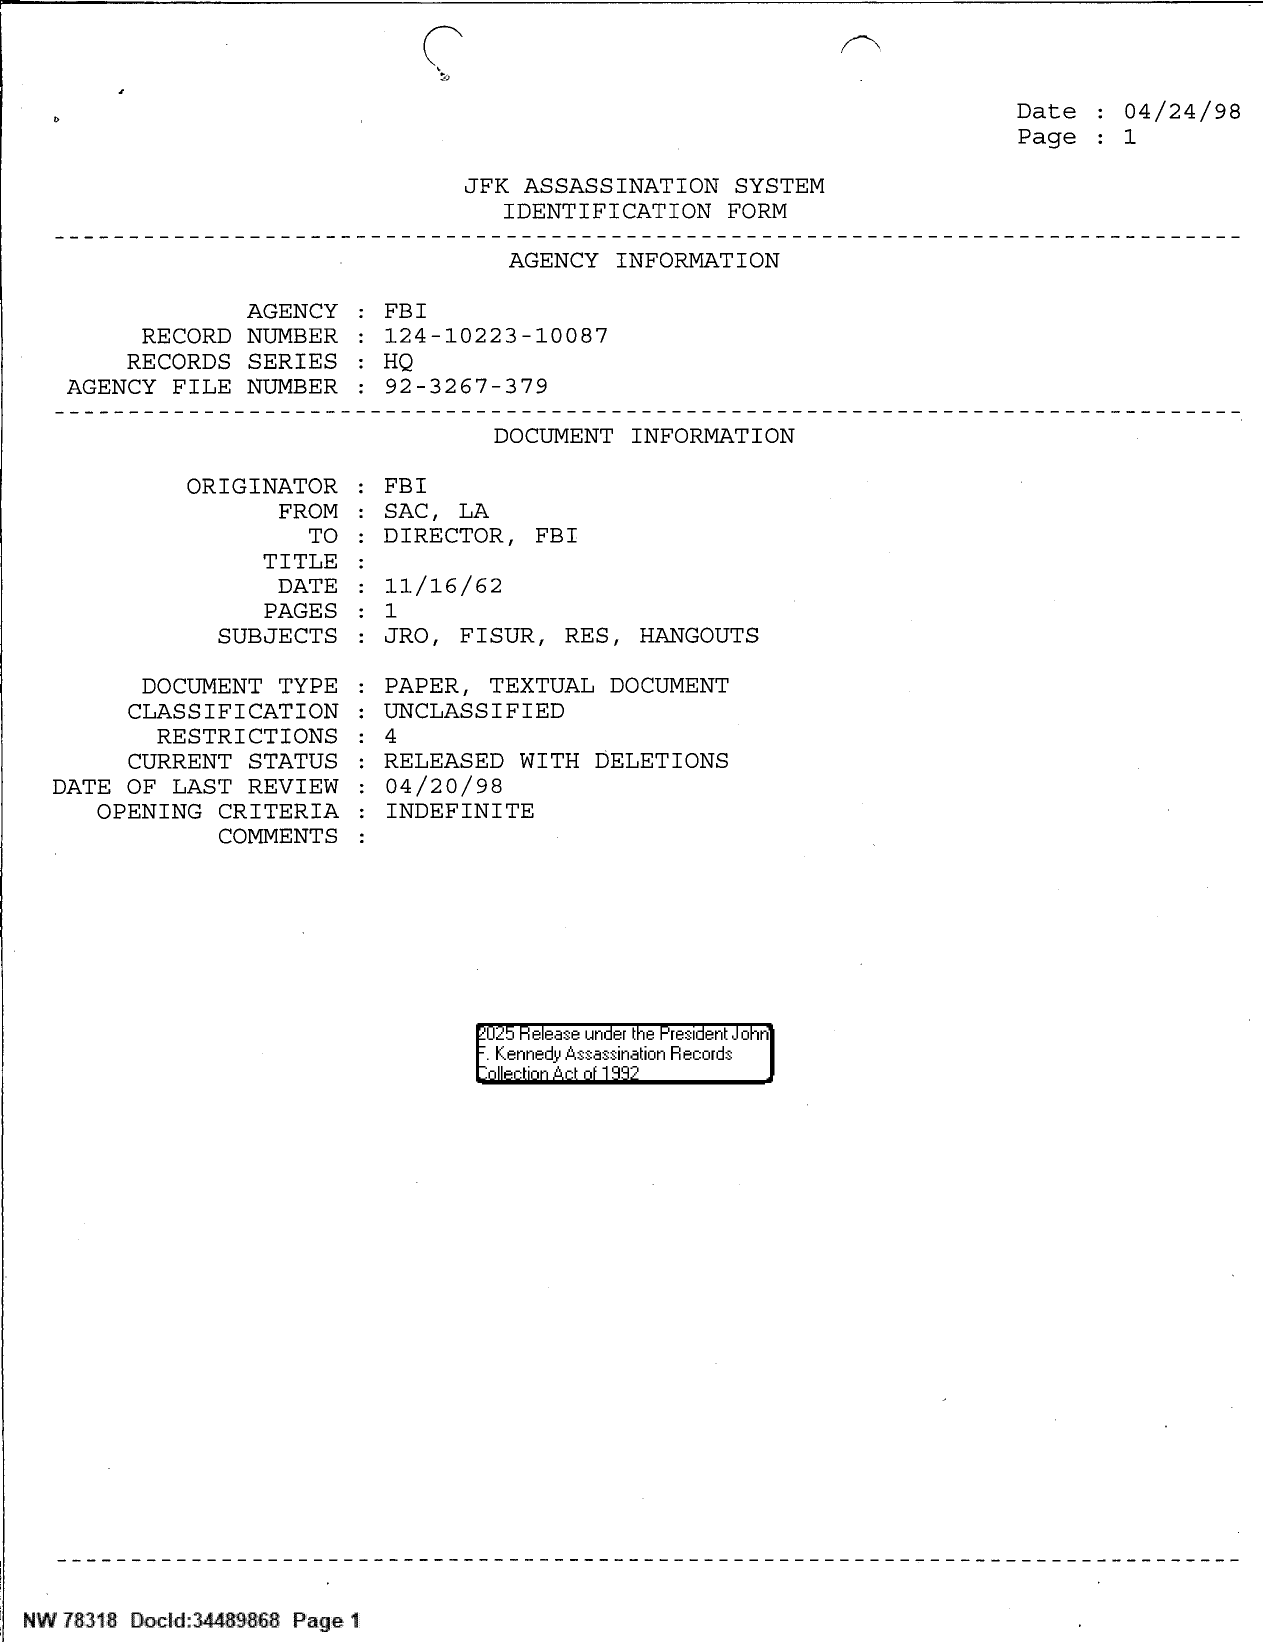 Date : 04/24/98
Page : 1
JFK ASSASSINATION SYSTEM
IDENTIFICATION FORM
AGENCY INFORMATION
AGENCY : FBI
RECORD NUMBER : 124-10223-10087
RECORDS SERIES : HQ
AGENCY FILE NUMBER : 92-3267-379
DOCUMENT INFORMATION
ORIGINATOR : FBI
FROM : SAC, LA
TO : DIRECTOR, FBI
TITLE :
DATE : 11/16/62
PAGES : 1
SUBJECTS : JRO, FISUR, RES, HANGOUTS
DOCUMENT TYPE : PAPER, TEXTUAL DOCUMENT
CLASSIFICATION : UNCLASSIFIED
RESTRICTIONS : 4
CURRENT STATUS : RELEASED WITH DELETIONS
DATE OF LAST REVIEW : 04/20/98
OPENING CRITERIA : INDEFINITE
COMMENTS :
2025 Release under the President John
F. Kennedy Assassination Records
Collection Act of 1992
NW 78318 DocId:34489868 Page 1